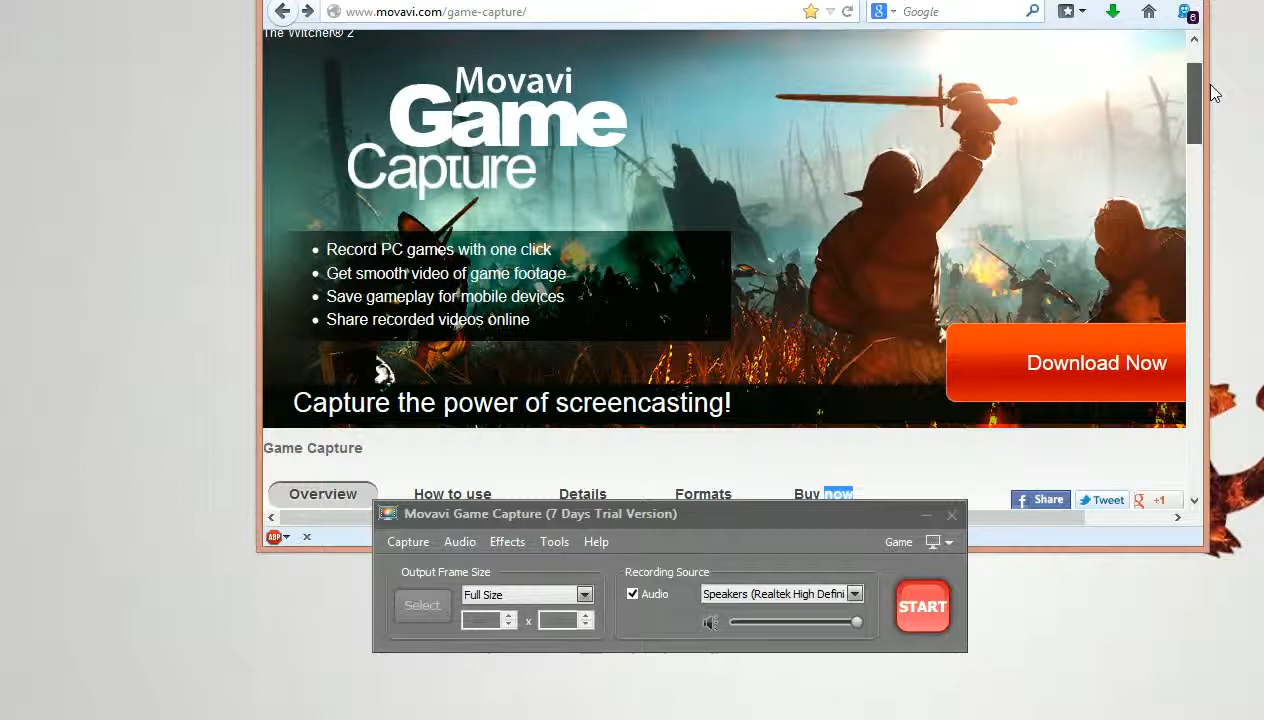 www.movavi.com/game-capture/
Google
6
The Witcher® 2
Movavi
Game
Capture
Record PC games with one click
Get smooth video of game footage
Save gameplay for mobile devices
Share recorded videos online
Download Now
Capture the power of screencasting!
Game Capture
Overview How to use Details Formats Buy now
Share Tweet +1
ABP
Movavi Game Capture (7 Days Trial Version)
Capture Audio Effects Tools Help Game
Output Frame Size Recording Source
Select Full Size Audio Speakers (Realtek High Defini
x
START